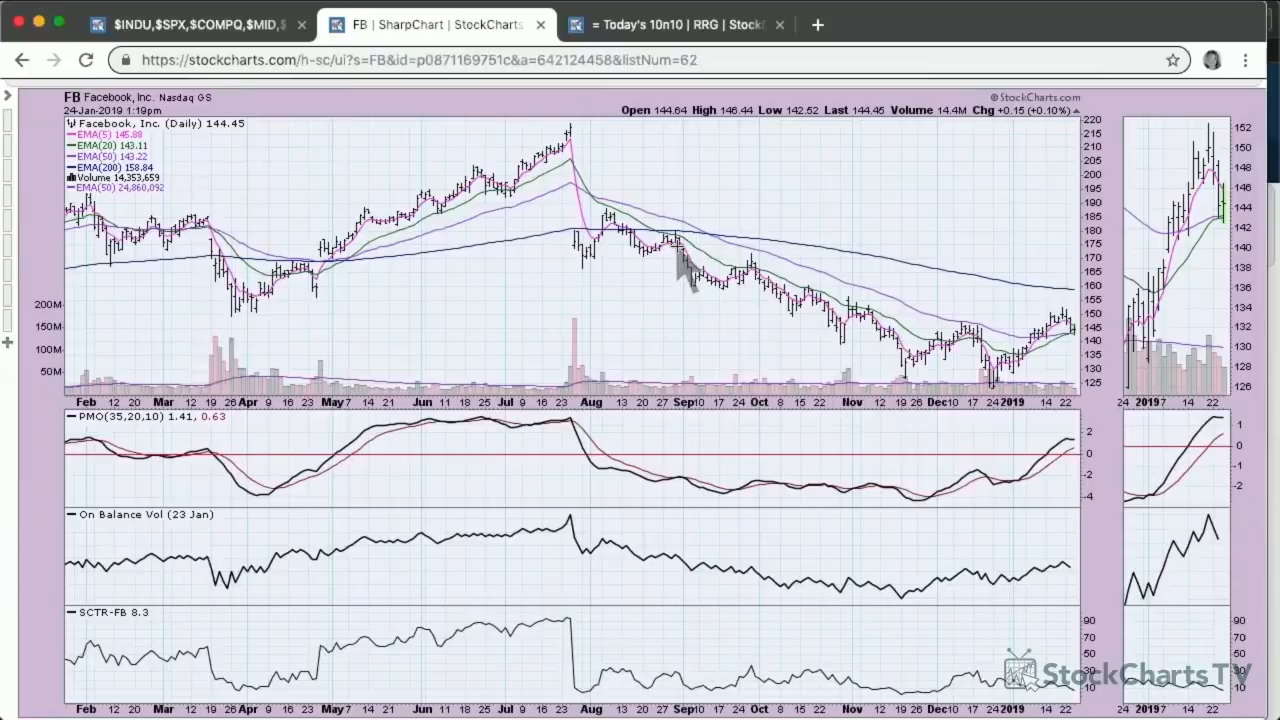 $INDU,$SPX,$COMPQ,$MID,$
FB | SharpChart | StockCharts
= Today's 10n10 | RRG | Stock
https://stockcharts.com/h-sc/ui?s=FB&id=p0871169751c&a=642124458&listNum=62
FB Facebook, Inc. Nasdaq GS
© StockCharts.com
24-Jan-2019 1:19pm
Open 144.64 High 146.44 Low 142.52 Last 144.45 Volume 14.4M Chg +0.15 (+0.10%)
Facebook, Inc. (Daily) 144.45
EMA(5) 145.88
EMA(20) 143.11
EMA(50) 143.22
EMA(200) 158.84
Volume 14,353,659
EMA(50) 24,860,092
220
215
210
205
200
195
190
185
180
175
170
165
160
155
150
145
140
135
130
125
200M
150M
100M
50M
152
150
148
146
144
142
140
138
136
134
132
130
128
126
Feb 12 20 Mar 12 19 26 Apr 9 16 23 May 7 14 21 Jun 11 18 25 Jul 9 16 23 Aug 13 20 27 Sep 10 17 24 Oct 15 22 Nov 12 19 26 Dec 10 17 24 2019 14 22
24 2019 7 14 22
PMO(35,20,10) 1.41, 0.63
2
0
-2
-4
1
0
-1
-2
On Balance Vol (23 Jan)
SCTR-FB 8.3
90
70
50
30
10
90
70
50
30
10
StockCharts TV
Feb 12 20 Mar 12 19 26 Apr 9 16 23 May 7 14 21 Jun 11 18 25 Jul 9 16 23 Aug 13 20 27 Sep 10 17 24 Oct 15 22 Nov 12 19 26 Dec 10 17 24 2019 14 22
24 2019 7 14 22